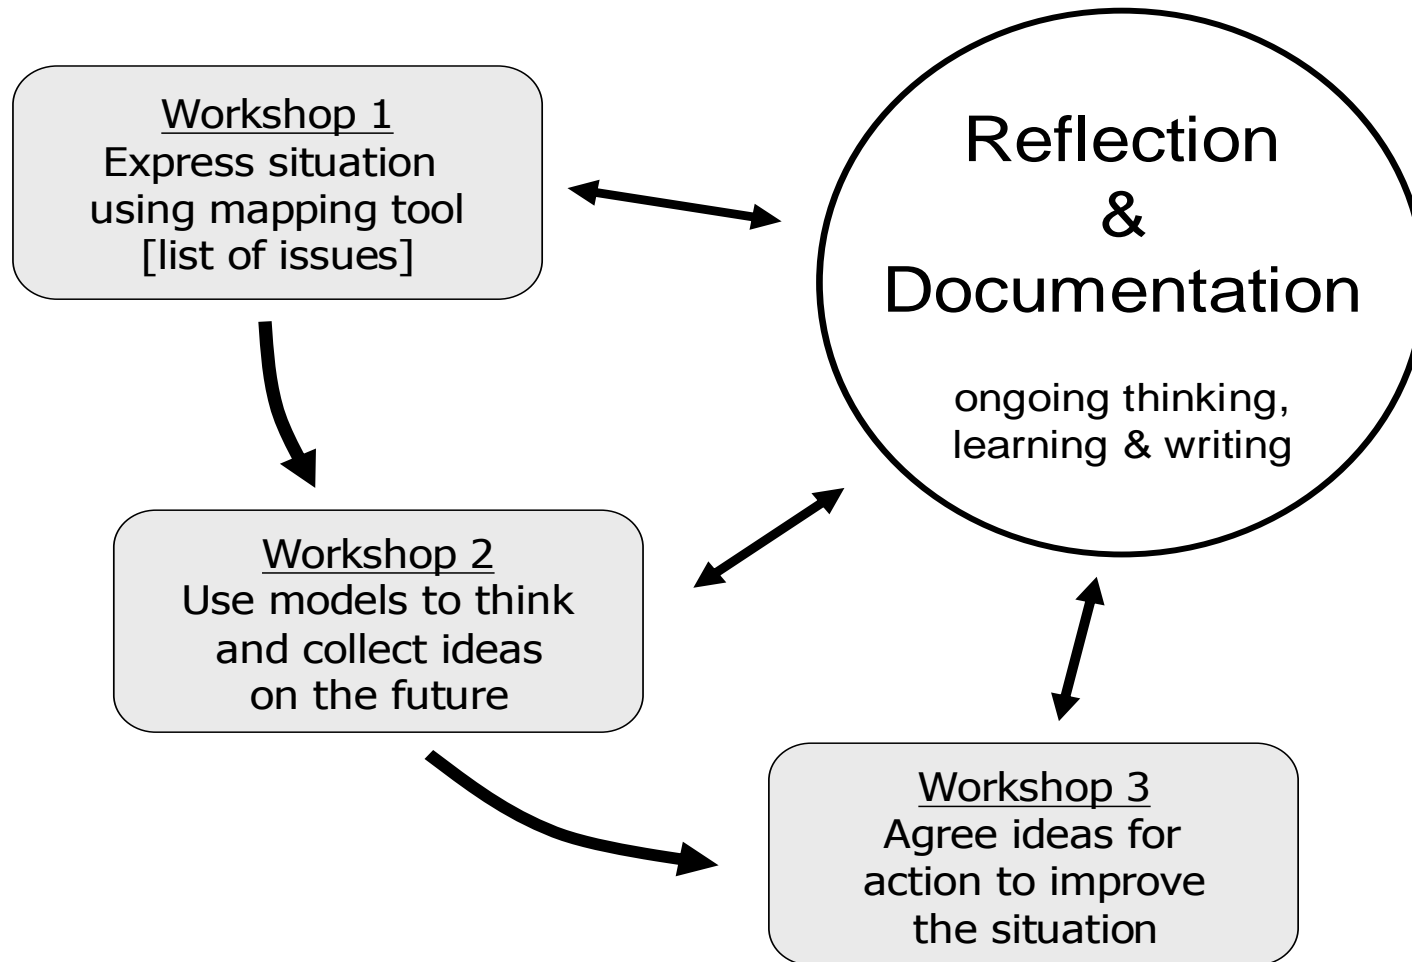 Workshop 1
Express situation
using mapping tool
[list of issues]
Reflection
&
Documentation
ongoing thinking,
learning & writing
Workshop 2
Use models to think
and collect ideas
on the future
Workshop 3
Agree ideas for
action to improve
the situation